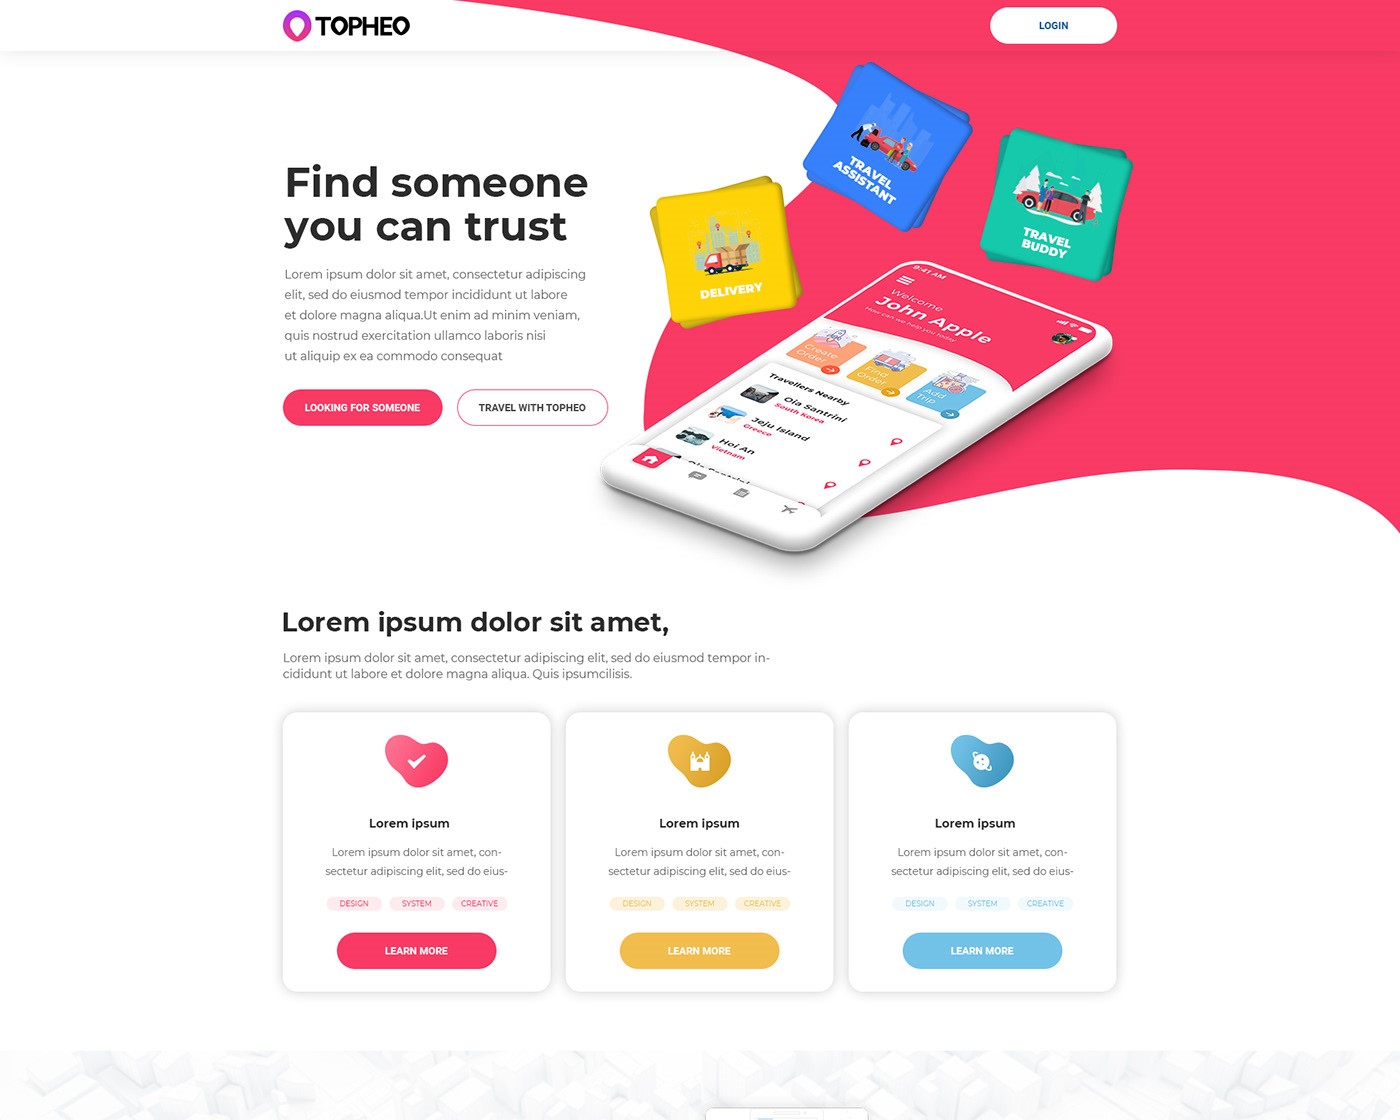 TOPHEO
LOGIN
Find someone
you can trust
Lorem ipsum dolor sit amet, consectetur adipiscing
elit, sed do eiusmod tempor incididunt ut labore
et dolore magna aliqua.Ut enim ad minim veniam,
quis nostrud exercitation ullamco laboris nisi
ut aliquip ex ea commodo consequat
LOOKING FOR SOMEONE
TRAVEL WITH TOPHEO
DELIVERY
TRAVEL
ASSISTANT
TRAVEL
BUDDY
9:41 AM
Welcome
John Apple
How can we help you today
Create
Order
Find
Order
Add
Trip
Travellers Nearby
Oia Santrini
South Korea
Jeju Island
Greece
Hoi An
Vietnam
Lorem ipsum dolor sit amet,
Lorem ipsum dolor sit amet, consectetur adipiscing elit, sed do eiusmod tempor in-
cididunt ut labore et dolore magna aliqua. Quis ipsumcilisis.
Lorem ipsum
Lorem ipsum dolor sit amet, con-
sectetur adipiscing elit, sed do eius-
DESIGN SYSTEM CREATIVE
LEARN MORE
Lorem ipsum
Lorem ipsum dolor sit amet, con-
sectetur adipiscing elit, sed do eius-
DESIGN SYSTEM CREATIVE
LEARN MORE
Lorem ipsum
Lorem ipsum dolor sit amet, con-
sectetur adipiscing elit, sed do eius-
DESIGN SYSTEM CREATIVE
LEARN MORE